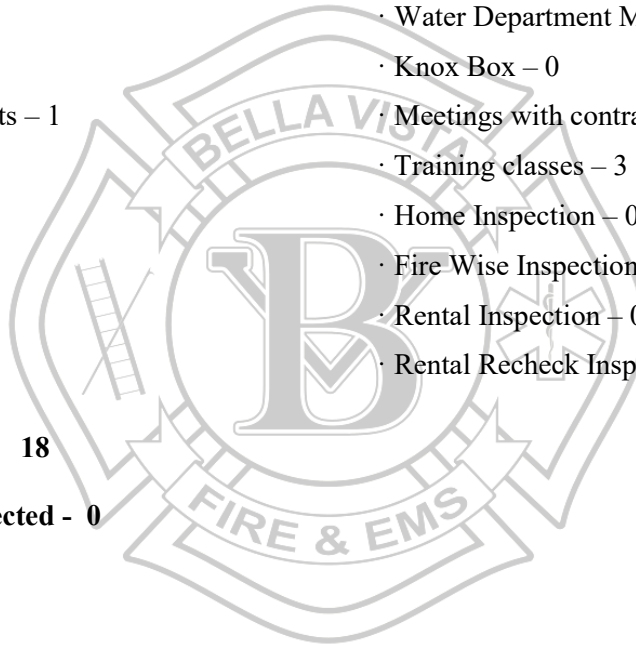 · Water Department M
· Knox Box – 0
ts – 1
· Meetings with contra
· Training classes – 3
· Home Inspection – 0
· Fire Wise Inspection
· Rental Inspection – 0
· Rental Recheck Insp
18
ected - 0
BELLA VISTA
BV
FIRE & EMS